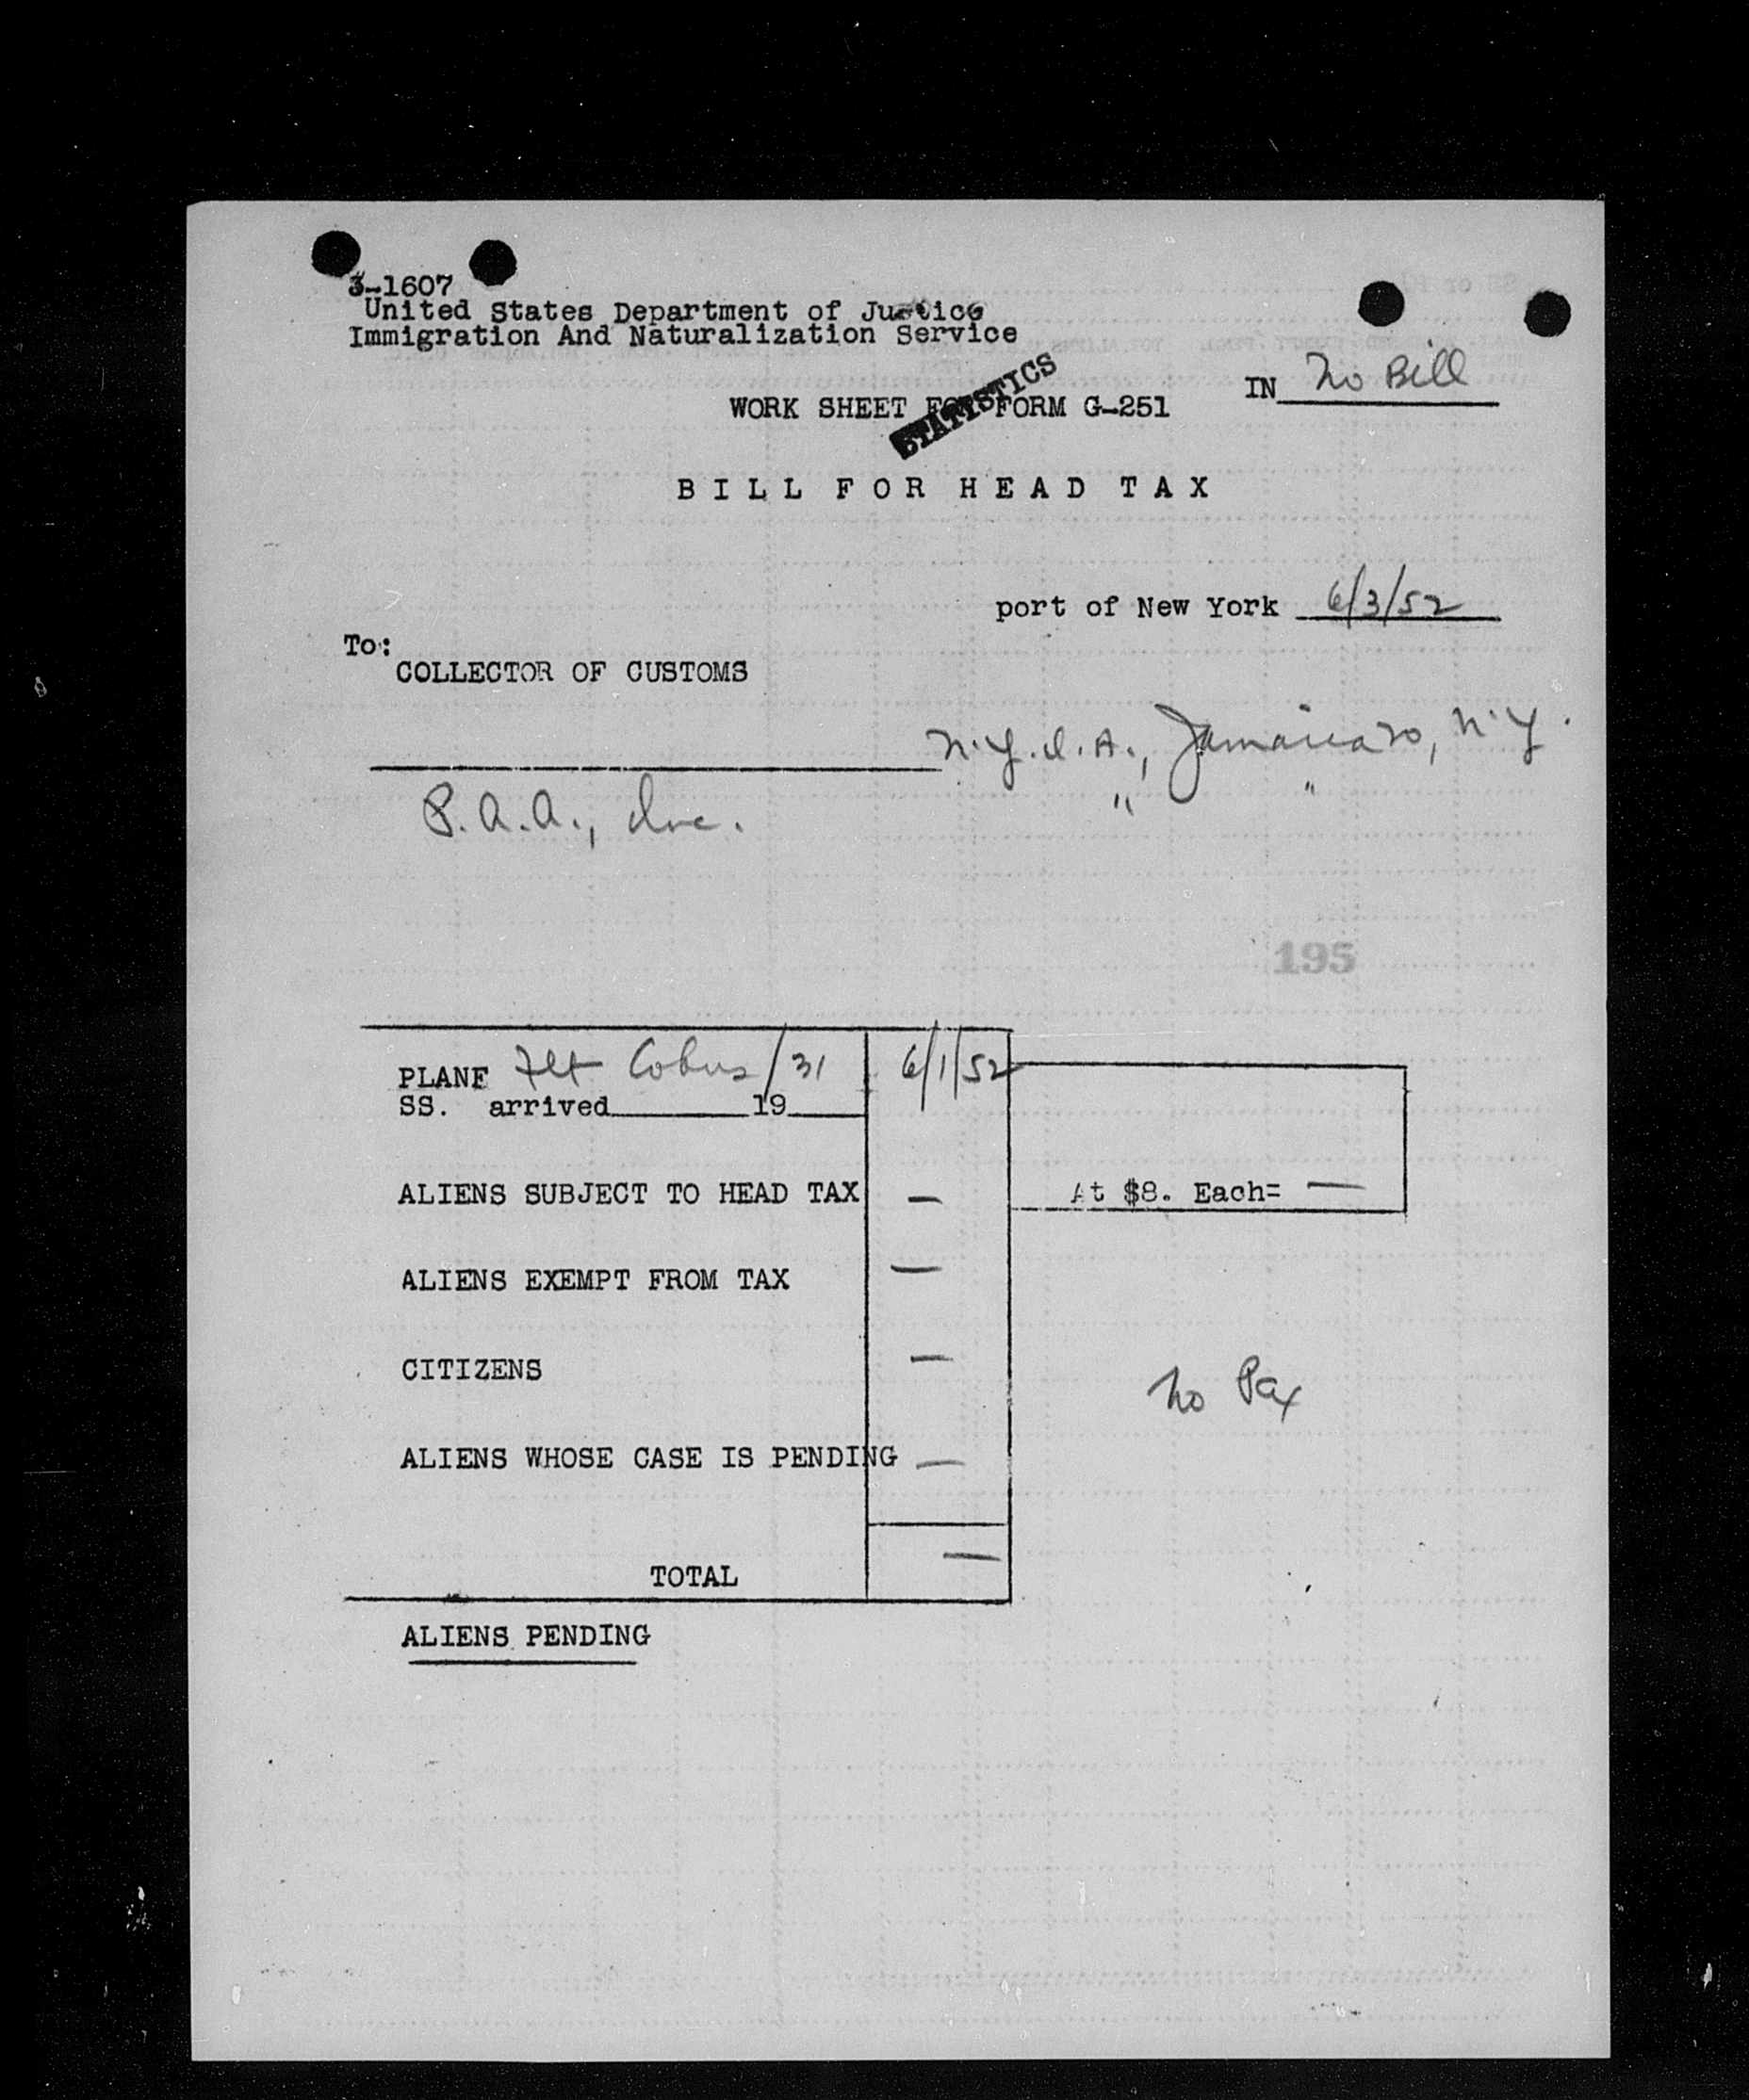 3-1607
United States Department of Justice
Immigration And Naturalization Service
STATISTICS
IN No Bill
WORK SHEET FOR FORM G-251
BILL FOR HEAD TAX
port of New York 6/3/52
To:
COLLECTOR OF CUSTOMS
N.Y.I.A., Jamaica 20, N.Y.
P.A.A., Inc. " "
195
PLANE Flt /31 6/1/52
SS. arrived 19
ALIENS SUBJECT TO HEAD TAX — At $8. Each= —
ALIENS EXEMPT FROM TAX —
CITIZENS —
No Pax
ALIENS WHOSE CASE IS PENDING —
TOTAL —
ALIENS PENDING